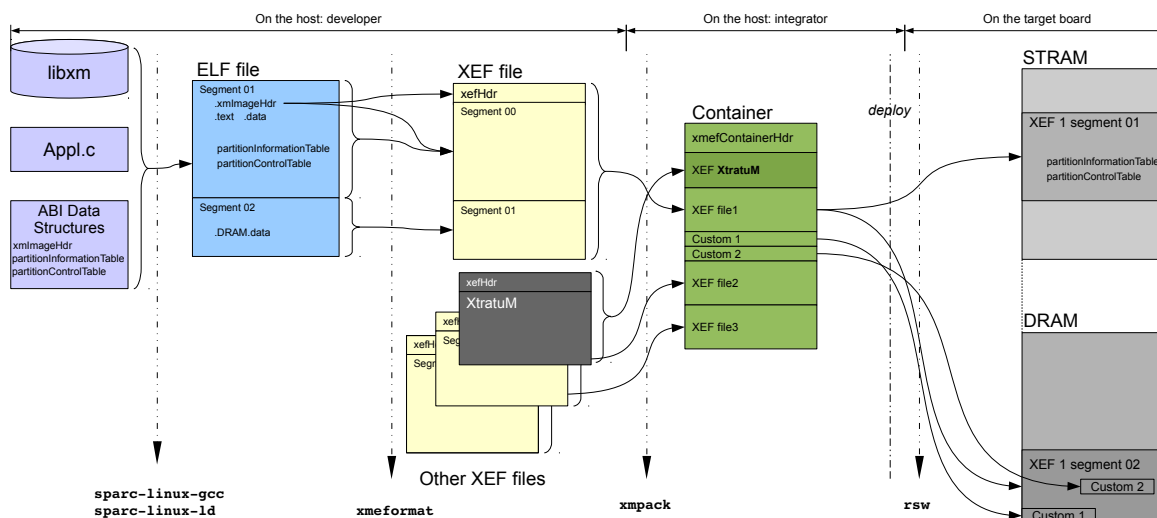 On the host: developer
On the host: integrator
On the target board
libxm
Appl.c
ABI Data
Structures
xmImageHdr
partitionInformationTable
partitionControlTable
ELF file
Segment 01
.xmImageHdr
.text .data
partitionInformationTable
partitionControlTable
Segment 02
.DRAM.data
XEF file
xefHdr
Segment 00
Segment 01
xefHdr
XtratuM
xefH
Segm
xefH
Segm
Other XEF files
Container
xmefContainerHdr
XEF XtratuM
XEF file1
Custom 1
Custom 2
XEF file2
XEF file3
deploy
STRAM
XEF 1 segment 01
partitionInformationTable
partitionControlTable
DRAM
XEF 1 segment 02
Custom 2
Custom 1
sparc-linux-gcc
sparc-linux-ld
xmeformat
xmpack
rsw